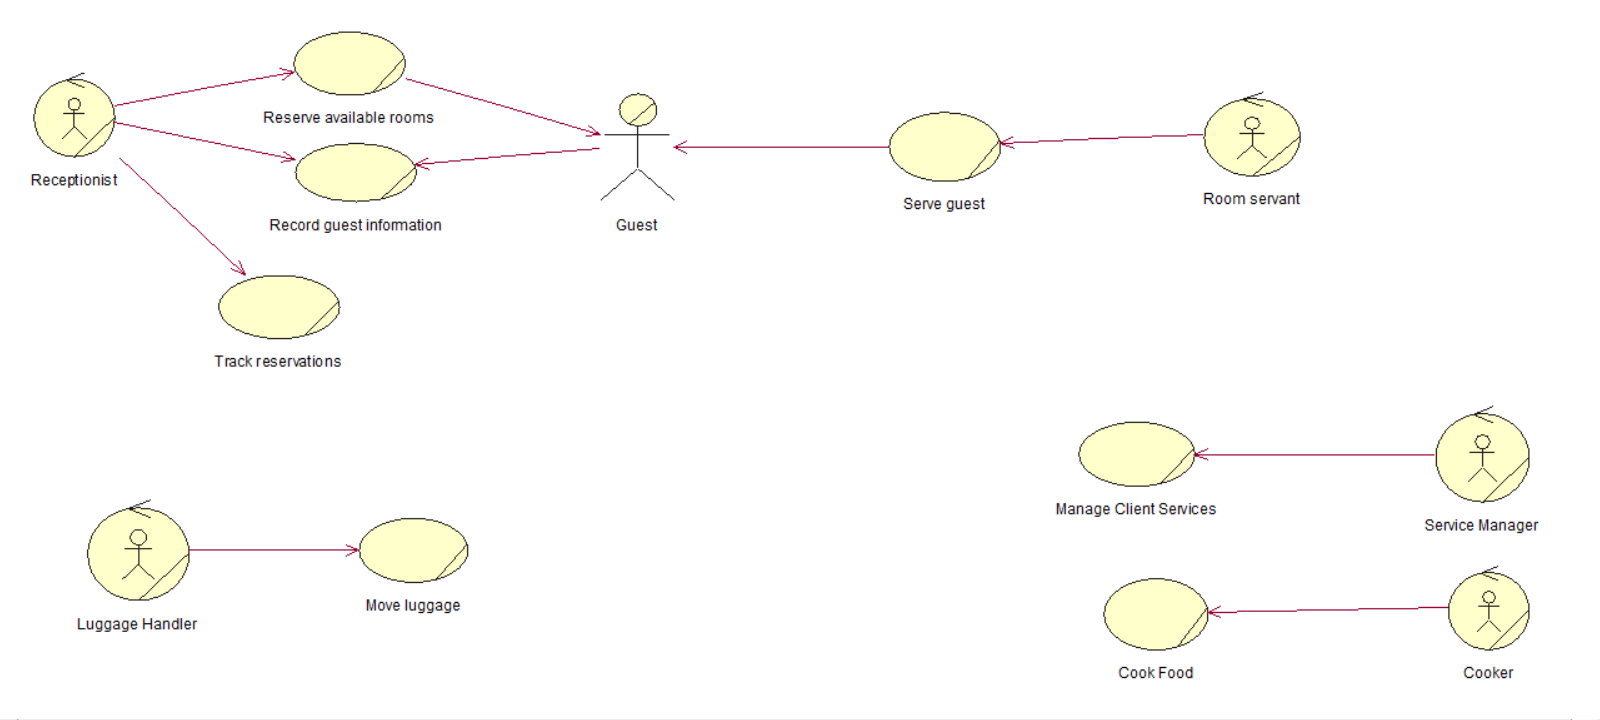 Reserve available rooms
Receptionist
Record guest information
Guest
Serve guest
Room servant
Track reservations
Manage Client Services
Service Manager
Luggage Handler
Move luggage
Cook Food
Cooker